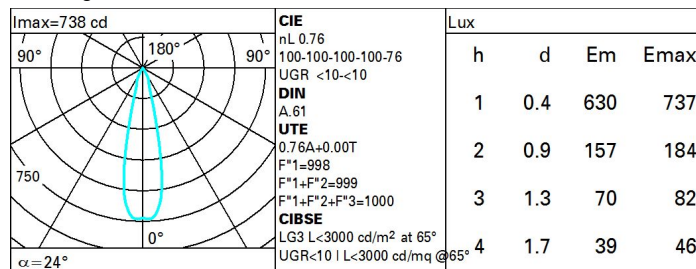 Imax=738 cd
90° 180° 90°
750
0°
α=24°
CIE
nL 0.76
100-100-100-100-76
UGR <10-<10
DIN
A.61
UTE
0.76A+0.00T
F"1=998
F"1+F"2=999
F"1+F"2+F"3=1000
CIBSE
LG3 L<3000 cd/m² at 65°
UGR<10 | L<3000 cd/mq @65°
Lux
h d Em Emax
1 0.4 630 737
2 0.9 157 184
3 1.3 70 82
4 1.7 39 46